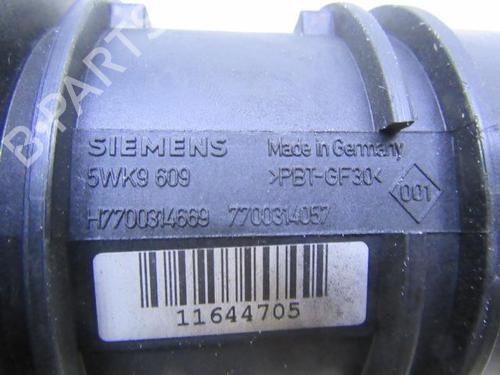 B-PARTS
SIEMENS Made in Germany
5WK9 609 >PBT-GF30< 001
H7700314669 7700314057
11644705